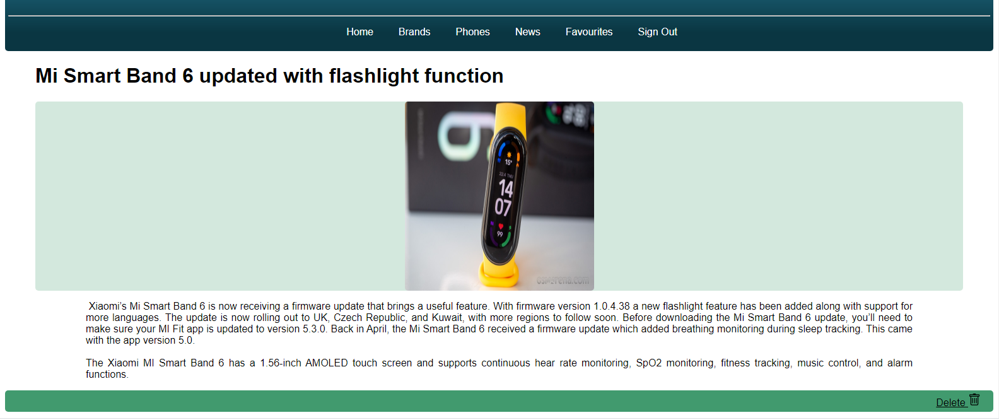 Home Brands Phones News Favourites Sign Out
Mi Smart Band 6 updated with flashlight function
15°
22.4 THU
14
07
99
gsmarena.com
Xiaomi’s Mi Smart Band 6 is now receiving a firmware update that brings a useful feature. With firmware version 1.0.4.38 a new flashlight feature has been added along with support for
more languages. The update is now rolling out to UK, Czech Republic, and Kuwait, with more regions to follow soon. Before downloading the Mi Smart Band 6 update, you’ll need to
make sure your MI Fit app is updated to version 5.3.0. Back in April, the Mi Smart Band 6 received a firmware update which added breathing monitoring during sleep tracking. This came
with the app version 5.0.
The Xiaomi MI Smart Band 6 has a 1.56-inch AMOLED touch screen and supports continuous hear rate monitoring, SpO2 monitoring, fitness tracking, music control, and alarm
functions.
Delete